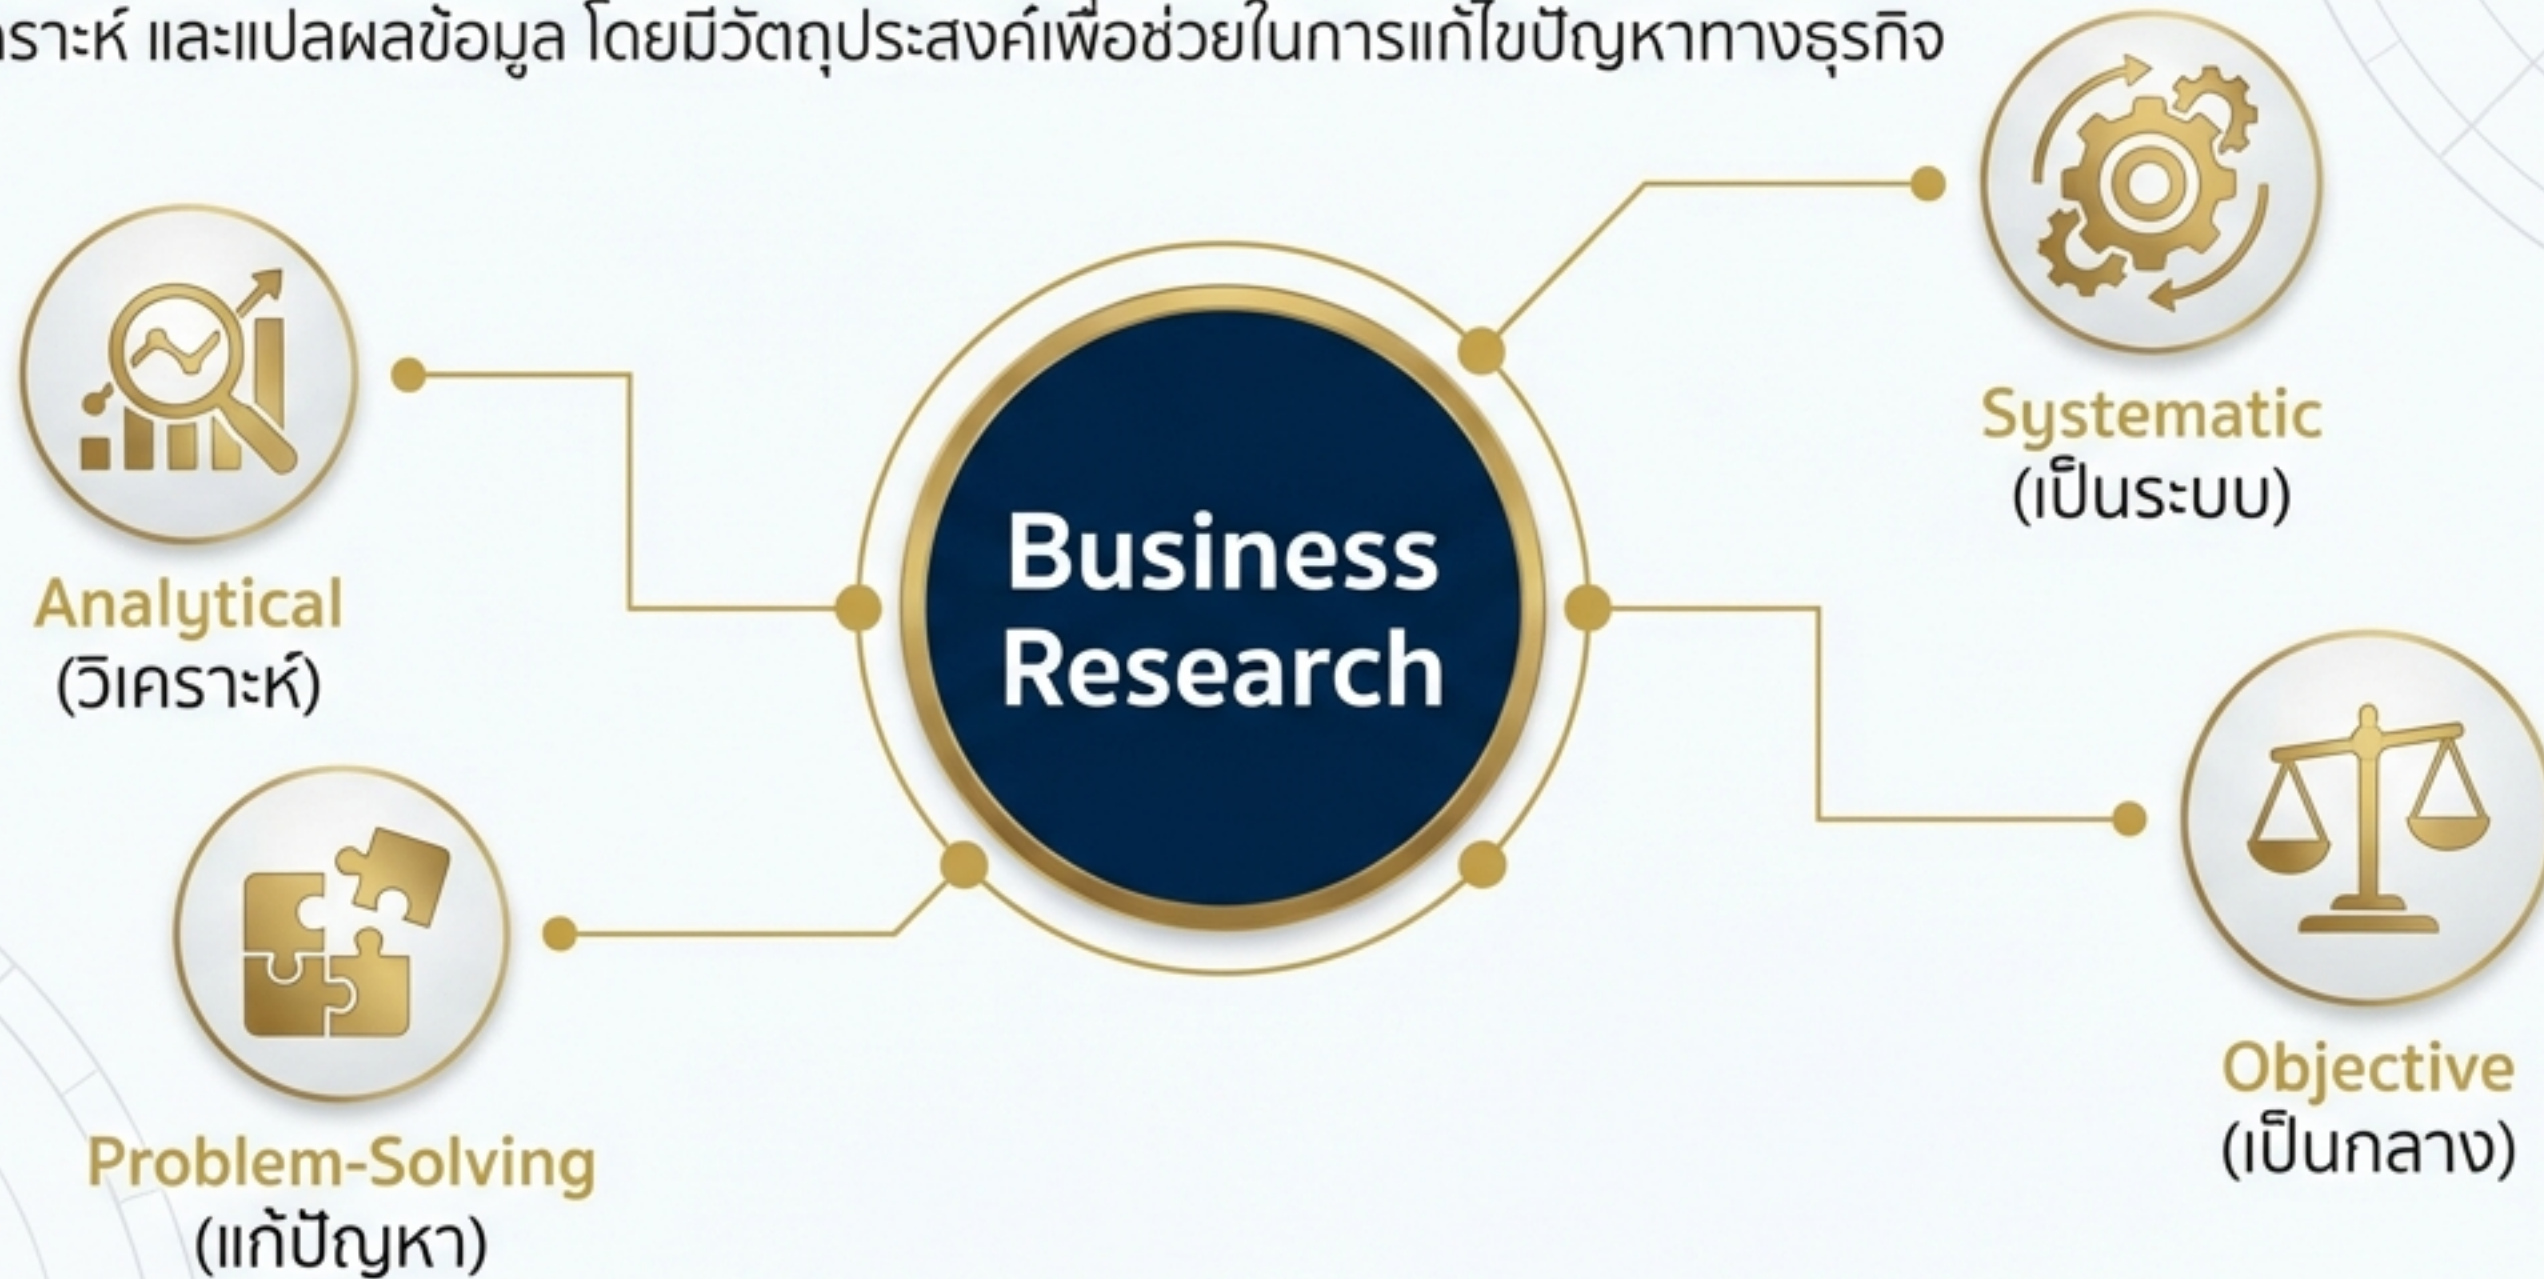 และแปลผลข้อมูล โดยมีวัตถุประสงค์เพื่อช่วยในการแก้ไขปัญหาทางธุรกิจ
Systematic
(เป็นระบบ)
Analytical
(วิเคราะห์)
Business
Research
Objective
(เป็นกลาง)
Problem-Solving
(แก้ปัญหา)